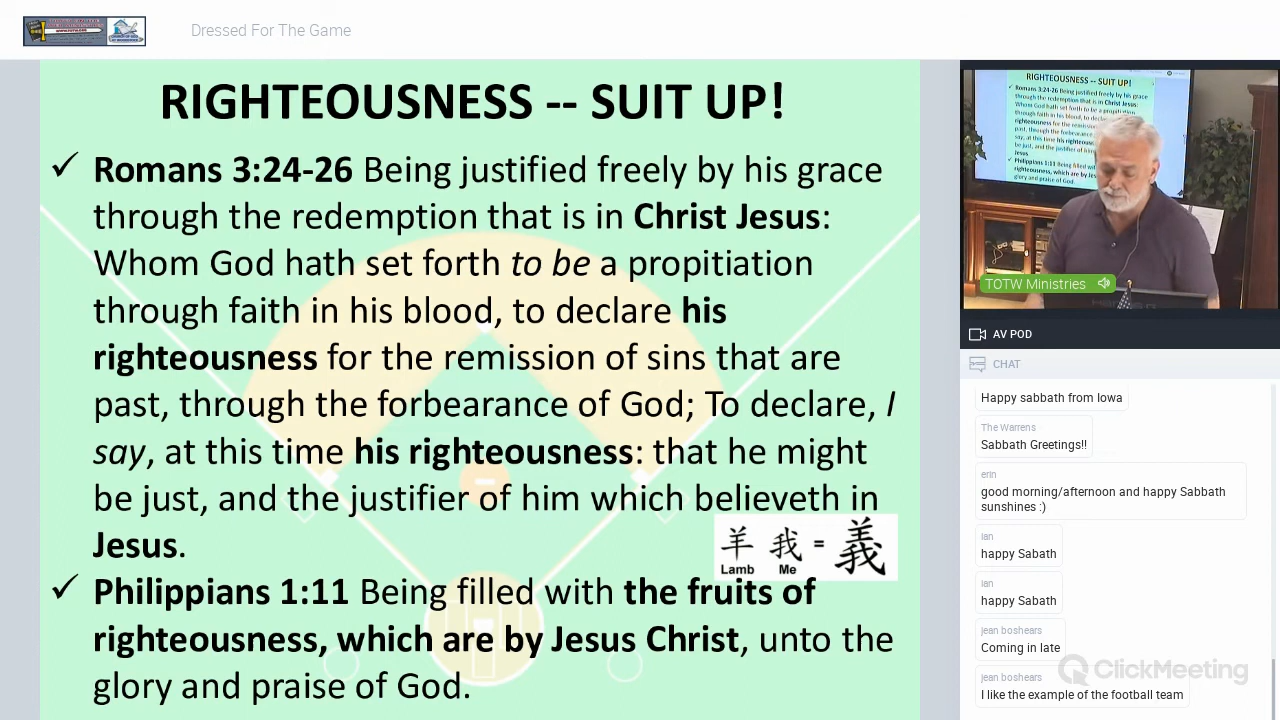 Dressed For The Game
RIGHTEOUSNESS -- SUIT UP!
✓ Romans 3:24-26 Being justified freely by his grace
through the redemption that is in Christ Jesus:
Whom God hath set forth to be a propitiation
through faith in his blood, to declare his
righteousness for the remission of sins that are
past, through the forbearance of God; To declare, I
say, at this time his righteousness: that he might
be just, and the justifier of him which believeth in
Jesus.
羊 我 = 義
Lamb Me
✓ Philippians 1:11 Being filled with the fruits of
righteousness, which are by Jesus Christ, unto the
glory and praise of God.
RIGHTEOUSNESS -- SUIT UP!
TOTW Ministries
AV POD
CHAT
Happy sabbath from Iowa
The Warrens
Sabbath Greetings!!
erin
good morning/afternoon and happy Sabbath
sunshines :)
ian
happy Sabath
ian
happy Sabath
jean boshears
Coming in late
jean boshears
I like the example of the football team
ClickMeeting